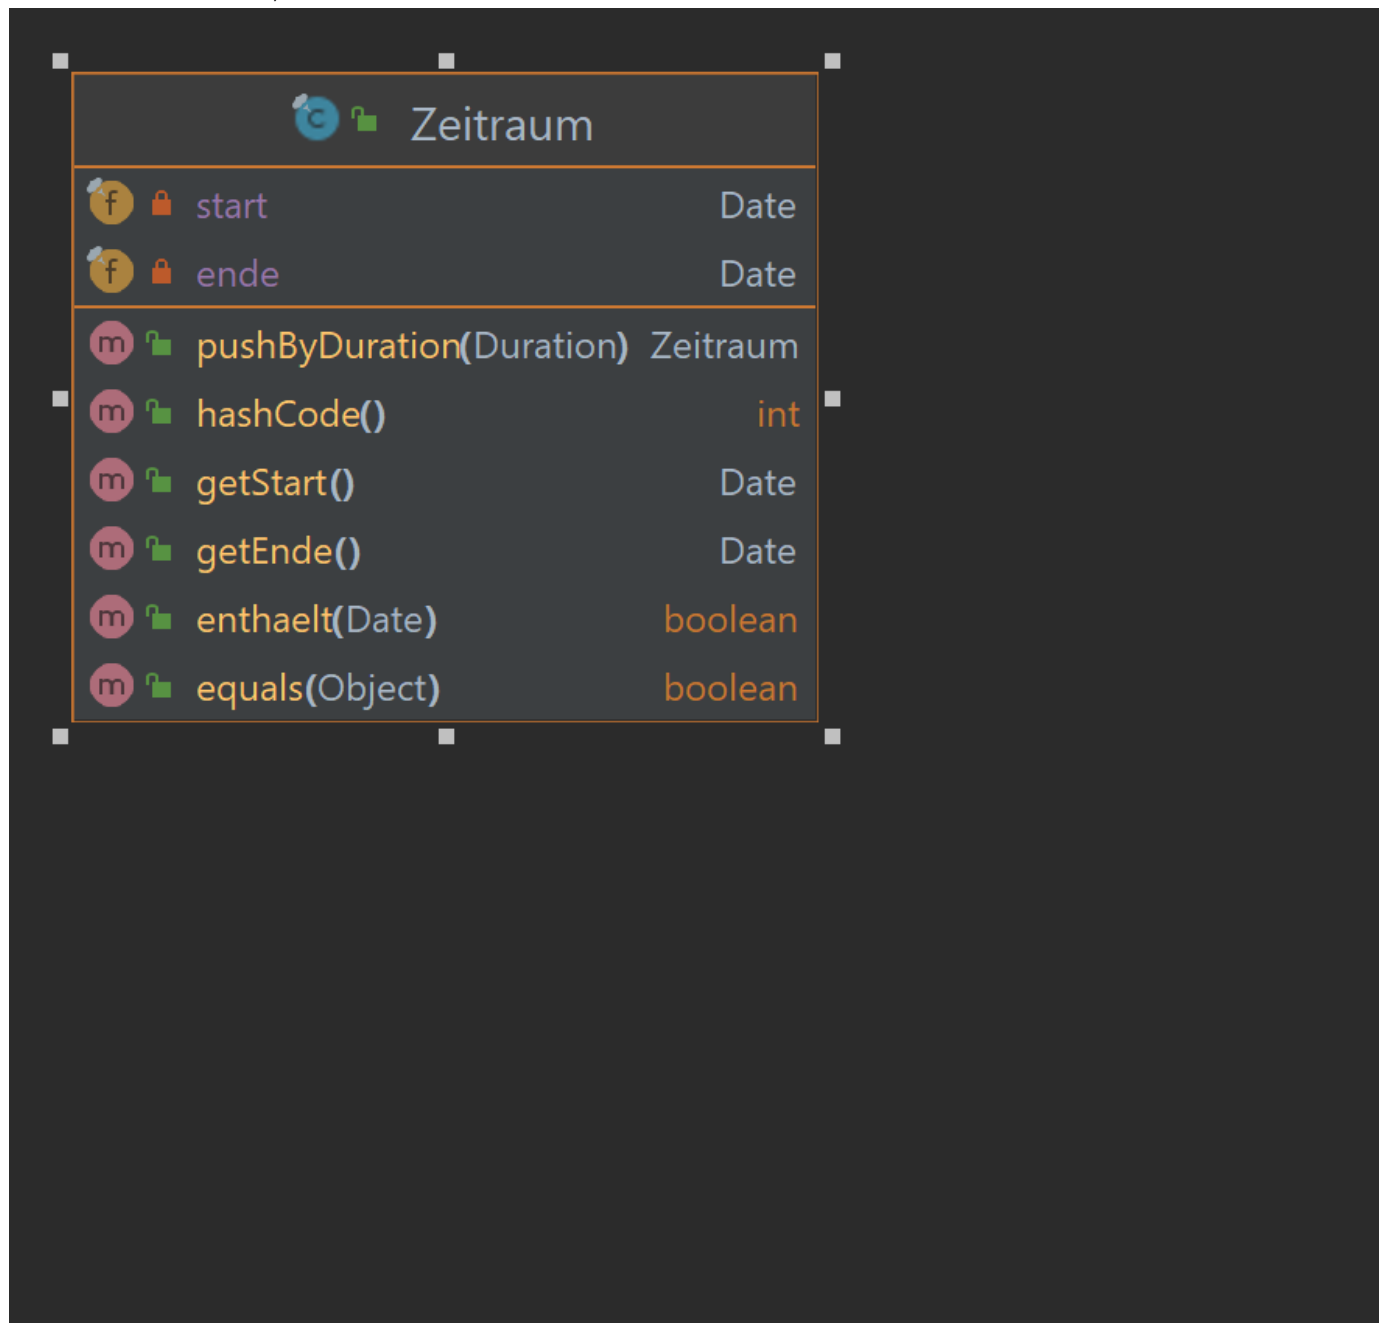 Zeitraum
start Date
ende Date
pushByDuration(Duration) Zeitraum
hashCode() int
getStart() Date
getEnde() Date
enthaelt(Date) boolean
equals(Object) boolean